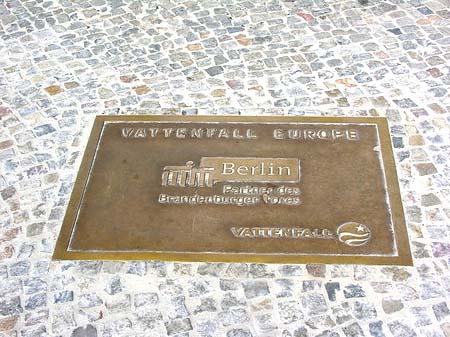 VATTENFALL EUROPE
Berlin
Partner des
Brandenburger Tores
VATTENFALL